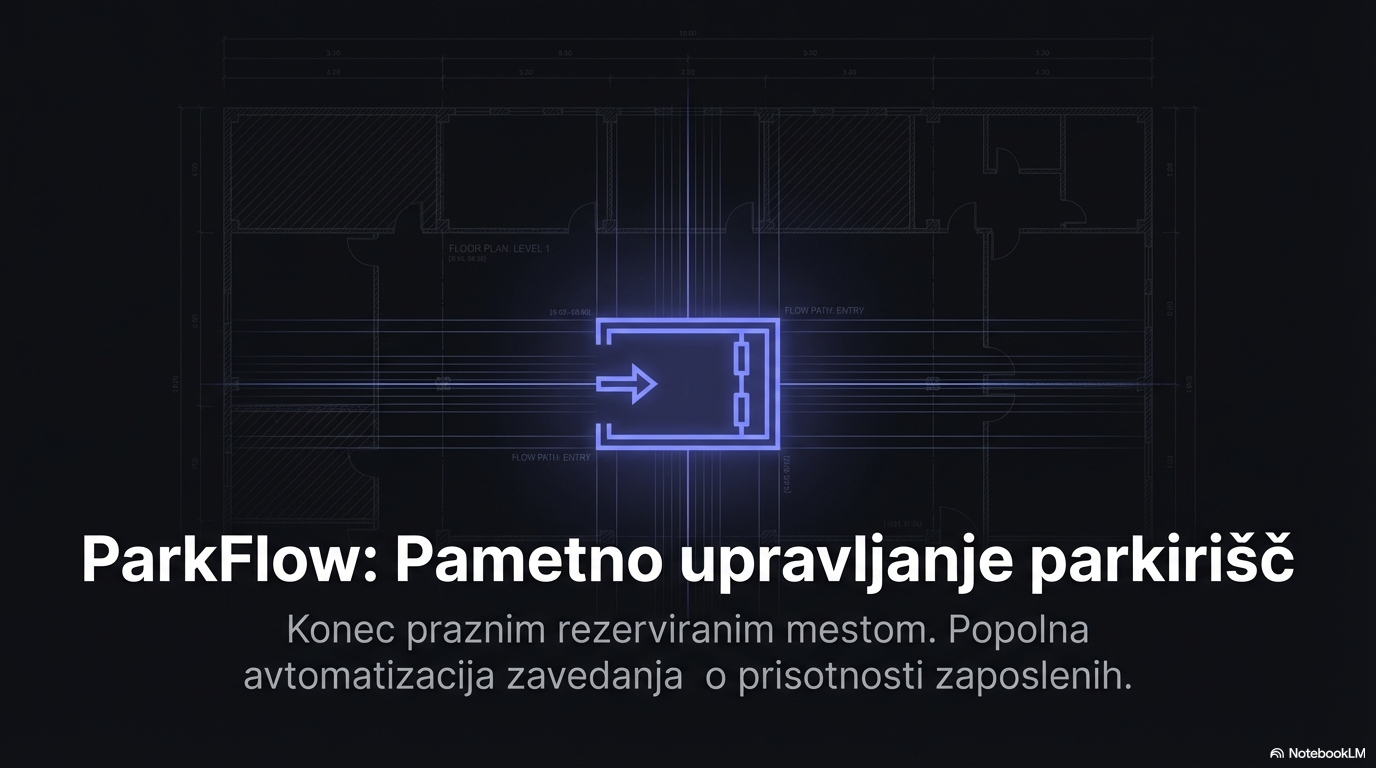 FLOOR PLAN. LEVEL 1
FLOW PATH: ENTRY
FLOW PATH: ENTRY
ParkFlow: Pametno upravljanje parkirišč
Konec praznim rezerviranim mestom. Popolna
avtomatizacija zavedanja o prisotnosti zaposlenih.
NotebookLM